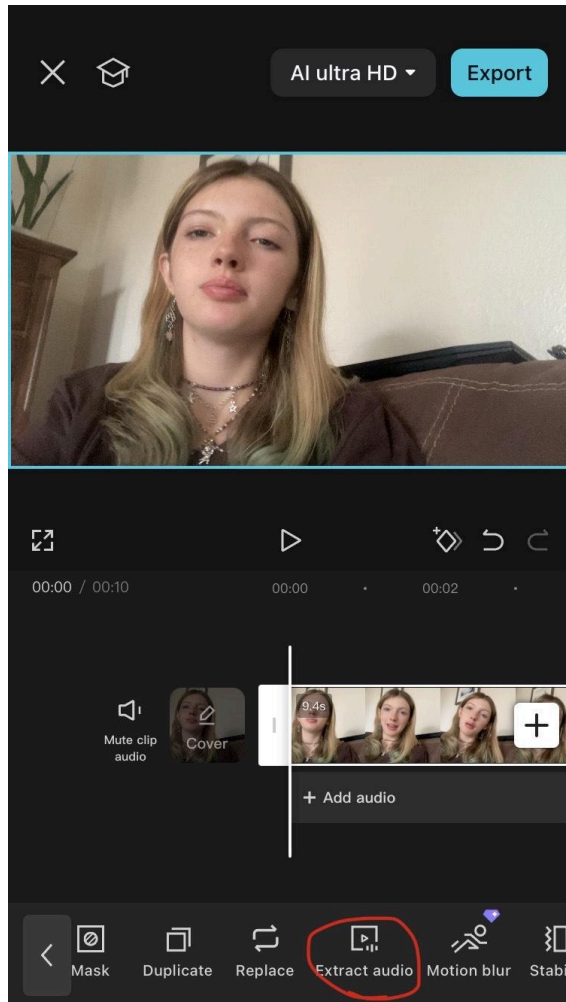 AI ultra HD
Export
00:00 / 00:10
00:00
00:02
9.4s
Mute clip
audio
Cover
+ Add audio
Mask
Duplicate
Replace
Extract audio
Motion blur
Stabi